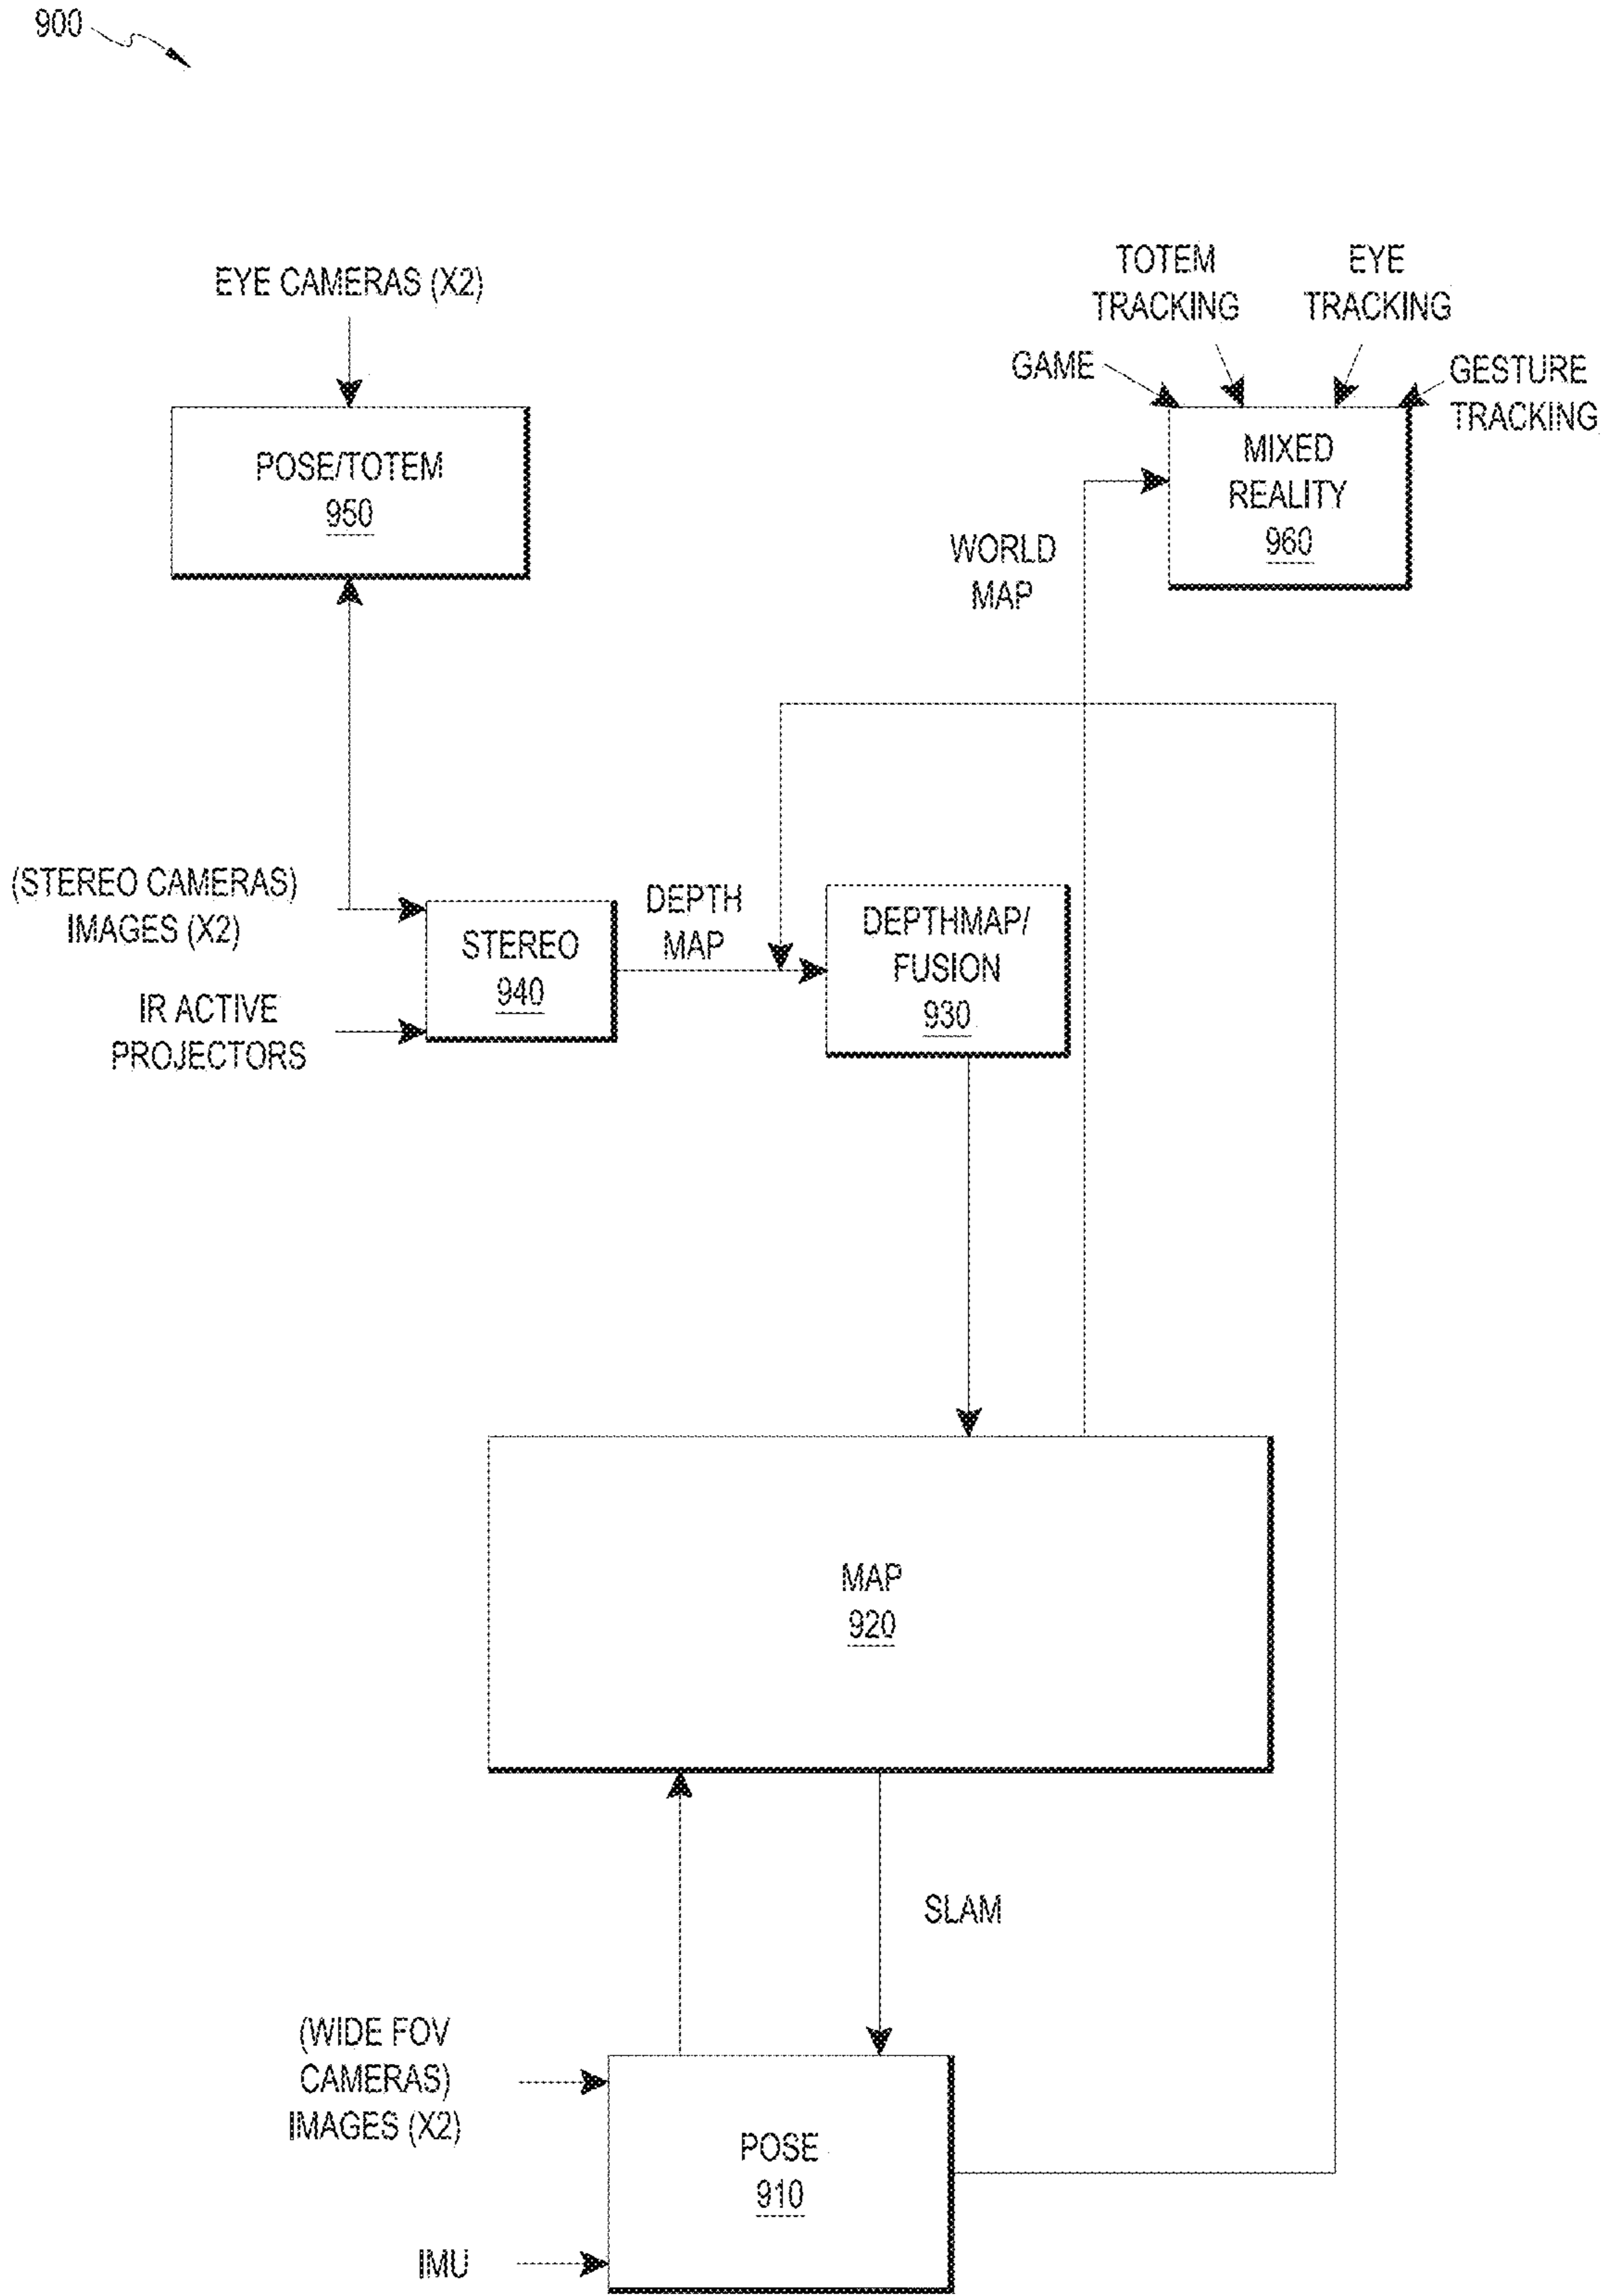 900
EYE CAMERAS (X2)
POSE/TOTEM
950
TOTEM
TRACKING
EYE
TRACKING
GAME
GESTURE
TRACKING
MIXED
REALITY
960
WORLD
MAP
(STEREO CAMERAS)
IMAGES (X2)
IR ACTIVE
PROJECTORS
STEREO
940
DEPTH
MAP
DEPTHMAP/
FUSION
930
MAP
920
SLAM
(WIDE FOV
CAMERAS)
IMAGES (X2)
IMU
POSE
910